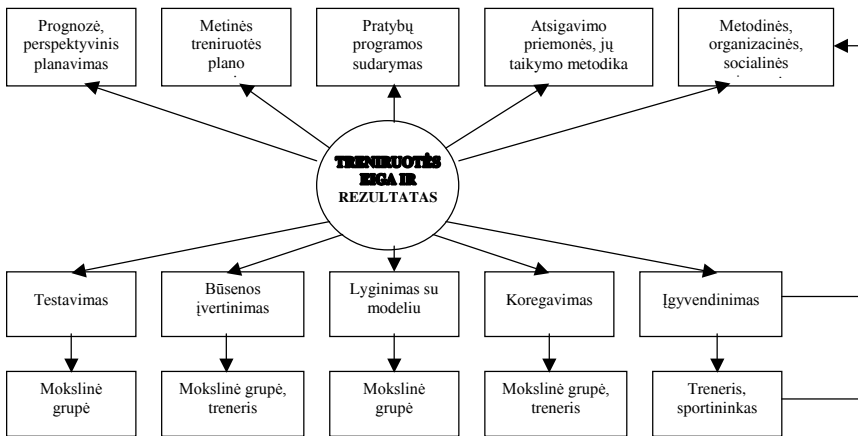 Prognozė,
perspektyvinis
planavimas
Metinės
treniruotės
plano
Pratybų
programos
sudarymas
Atsigavimo
priemonės, jų
taikymo metodika
Metodinės,
organizacinės,
socialinės
TRENIRUOTĖS
EIGA IR
REZULTATAS
Testavimas
Būsenos
įvertinimas
Lyginimas su
modeliu
Koregavimas
Įgyvendinimas
Mokslinė
grupė
Mokslinė grupė,
treneris
Mokslinė
grupė
Mokslinė grupė,
treneris
Treneris,
sportininkas